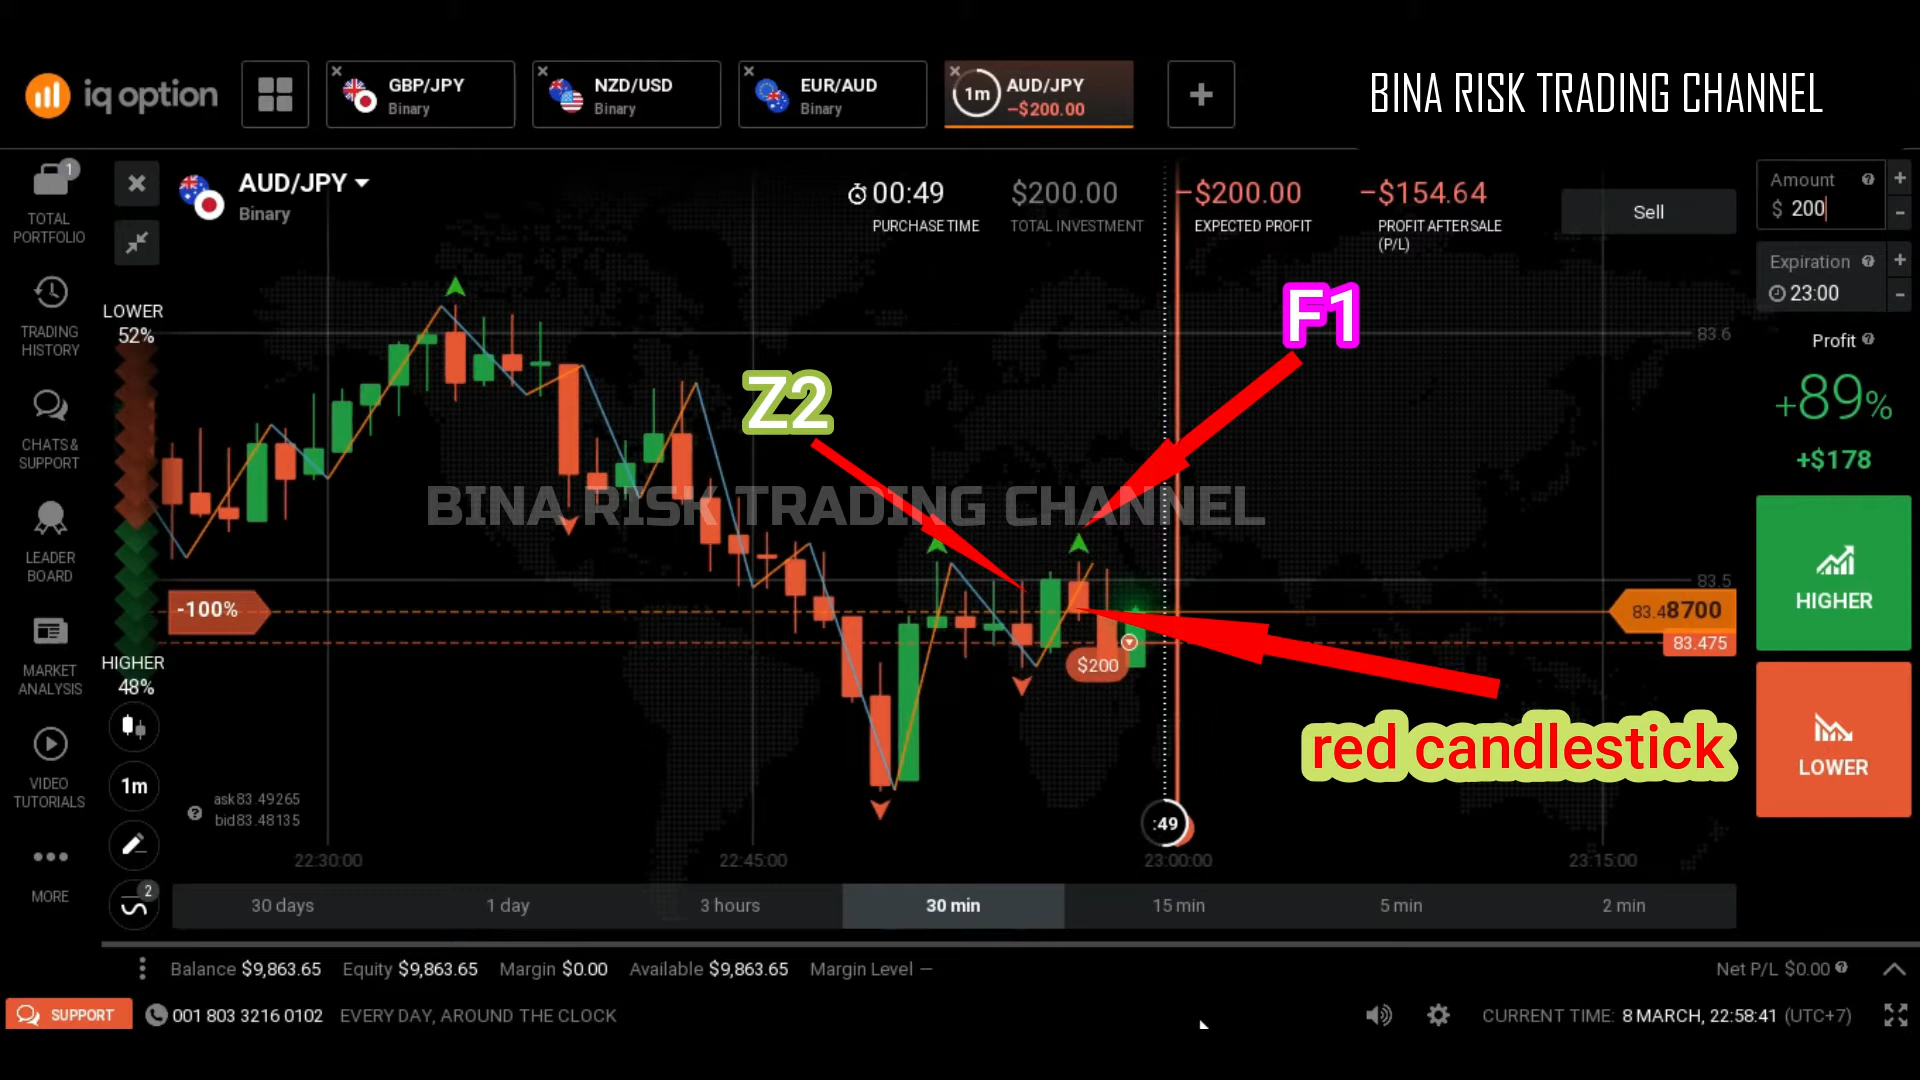 iq option
GBP/JPY
Binary
NZD/USD
Binary
EUR/AUD
Binary
1m
AUD/JPY
−$200.00
+
BINA RISK TRADING CHANNEL
1
TOTAL
PORTFOLIO
TRADING
HISTORY
CHATS &
SUPPORT
LEADER
BOARD
MARKET
ANALYSIS
VIDEO
TUTORIALS
MORE
AUD/JPY
Binary
00:49
PURCHASE TIME
$200.00
TOTAL INVESTMENT
−$200.00
EXPECTED PROFIT
−$154.64
PROFIT AFTER SALE
(P/L)
Sell
Amount
$ 200
Expiration
23:00
Profit
+89%
+$178
HIGHER
LOWER
LOWER
52%
-100%
HIGHER
48%
1m
2
F1
Z2
BINA RISK TRADING CHANNEL
83.6
83.5
83.48700
83.475
$200
red candlestick
:49
ask83.49265
bid83.48135
22:30:00
22:45:00
23:00:00
23:15:00
30 days
1 day
3 hours
30 min
15 min
5 min
2 min
Balance $9,863.65
Equity $9,863.65
Margin $0.00
Available $9,863.65
Margin Level —
Net P/L $0.00
SUPPORT
001 803 3216 0102
EVERY DAY, AROUND THE CLOCK
CURRENT TIME: 8 MARCH, 22:58:41 (UTC+7)